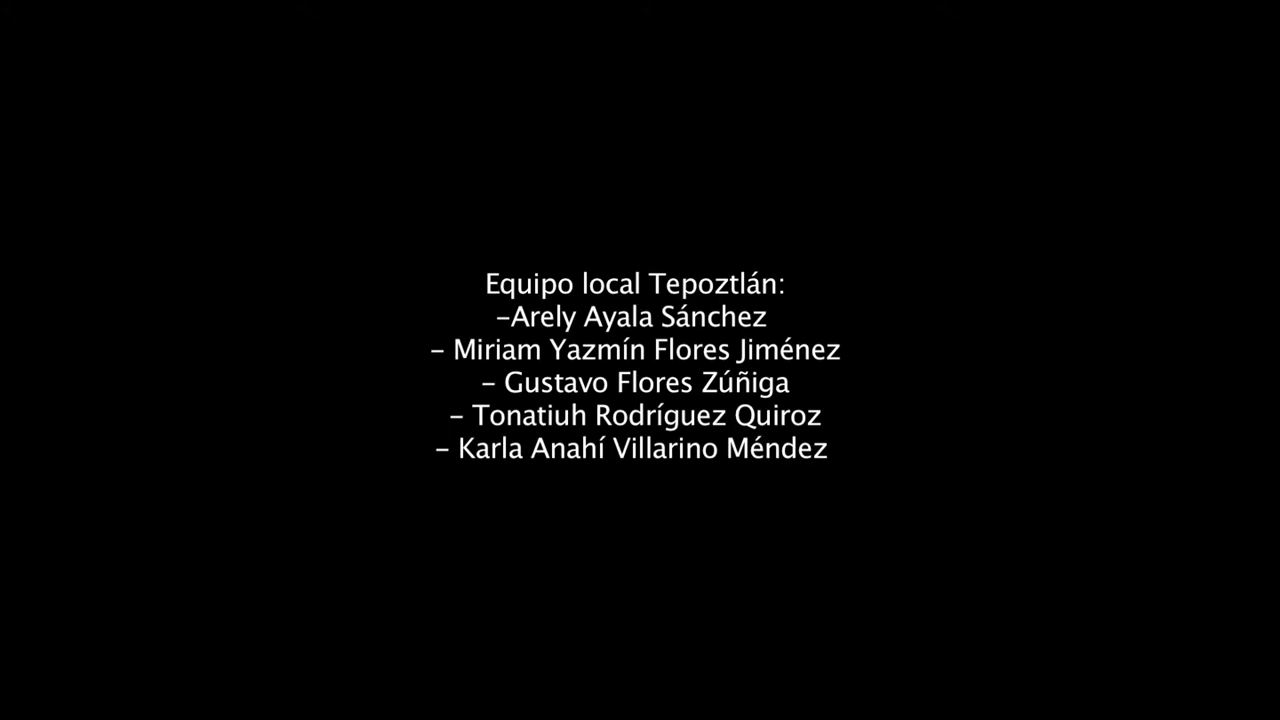 Equipo local Tepoztlán:
-Arely Ayala Sánchez
- Miriam Yazmín Flores Jiménez
- Gustavo Flores Zúñiga
- Tonatiuh Rodríguez Quiroz
- Karla Anahí Villarino Méndez